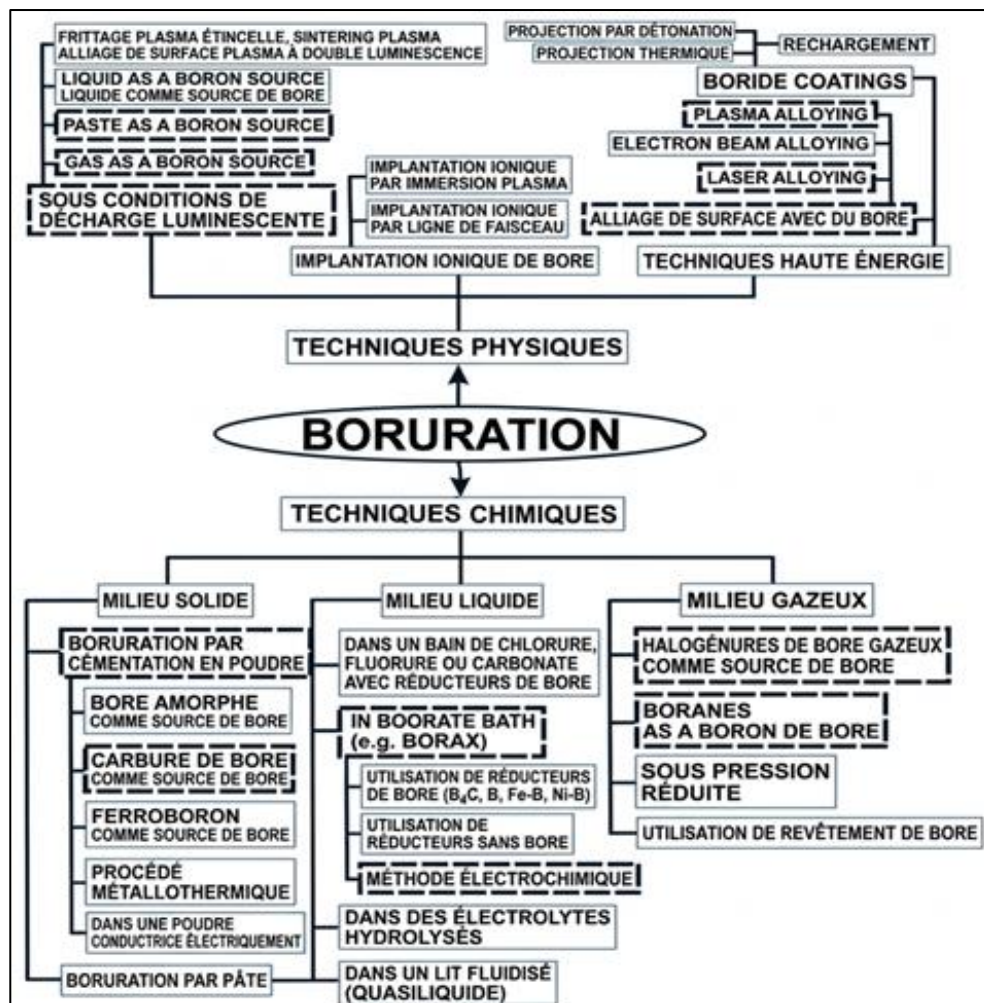 FRITTAGE PLASMA ÉTINCELLE, SINTERING PLASMA
ALLIAGE DE SURFACE PLASMA À DOUBLE LUMINESCENCE
LIQUID AS A BORON SOURCE
LIQUIDE COMME SOURCE DE BORE
PASTE AS A BORON SOURCE
GAS AS A BORON SOURCE
SOUS CONDITIONS DE
DÉCHARGE LUMINESCENTE
IMPLANTATION IONIQUE
PAR IMMERSION PLASMA
IMPLANTATION IONIQUE
PAR LIGNE DE FAISCEAU
IMPLANTATION IONIQUE DE BORE
PROJECTION PAR DÉTONATION
PROJECTION THERMIQUE
RECHARGEMENT
BORIDE COATINGS
PLASMA ALLOYING
ELECTRON BEAM ALLOYING
LASER ALLOYING
ALLIAGE DE SURFACE AVEC DU BORE
TECHNIQUES HAUTE ÉNERGIE
TECHNIQUES PHYSIQUES
BORURATION
TECHNIQUES CHIMIQUES
MILIEU SOLIDE
BORURATION PAR
CÉMENTATION EN POUDRE
BORE AMORPHE
COMME SOURCE DE BORE
CARBURE DE BORE
COMME SOURCE DE BORE
FERROBORON
COMME SOURCE DE BORE
PROCÉDÉ
MÉTALLOTHERMIQUE
DANS UNE POUDRE
CONDUCTRICE ÉLECTRIQUEMENT
BORURATION PAR PÂTE
MILIEU LIQUIDE
DANS UN BAIN DE CHLORURE,
FLUORURE OU CARBONATE
AVEC RÉDUCTEURS DE BORE
IN BOORATE BATH
(e.g. BORAX)
UTILISATION DE RÉDUCTEURS
DE BORE (B₄C, B, Fe-B, Ni-B)
UTILISATION DE
RÉDUCTEURS SANS BORE
MÉTHODE ÉLECTROCHIMIQUE
DANS DES ÉLECTROLYTES
HYDROLYSÉS
DANS UN LIT FLUIDISÉ
(QUASILIQUIDE)
MILIEU GAZEUX
HALOGÉNURES DE BORE GAZEUX
COMME SOURCE DE BORE
BORANES
AS A BORON DE BORE
SOUS PRESSION
RÉDUITE
UTILISATION DE REVÊTEMENT DE BORE